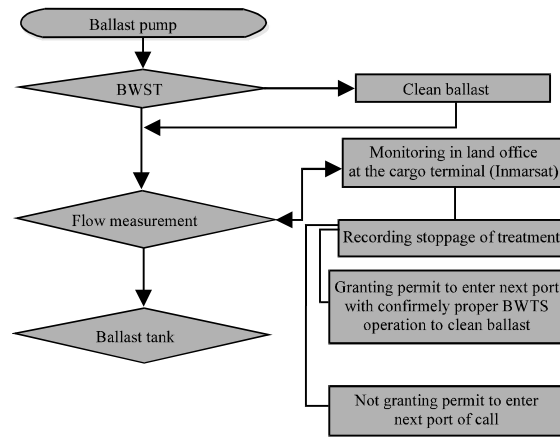 Ballast pump
BWST
Clean ballast
Monitoring in land office
at the cargo terminal (Inmarsat)
Flow measurement
Recording stoppage of treatment
Granting permit to enter next port
with confirmely proper BWTS
operation to clean ballast
Ballast tank
Not granting permit to enter
next port of call